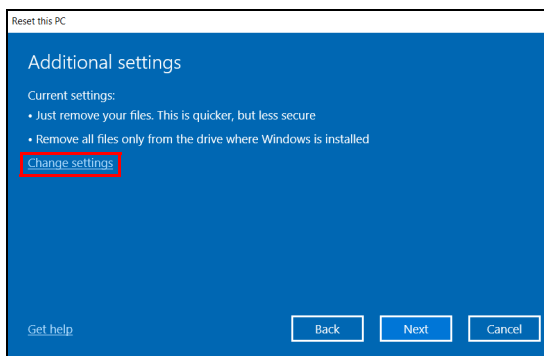 Reset this PC
Additional settings
Current settings:
• Just remove your files. This is quicker, but less secure
• Remove all files only from the drive where Windows is installed
Change settings
Get help
Back
Next
Cancel